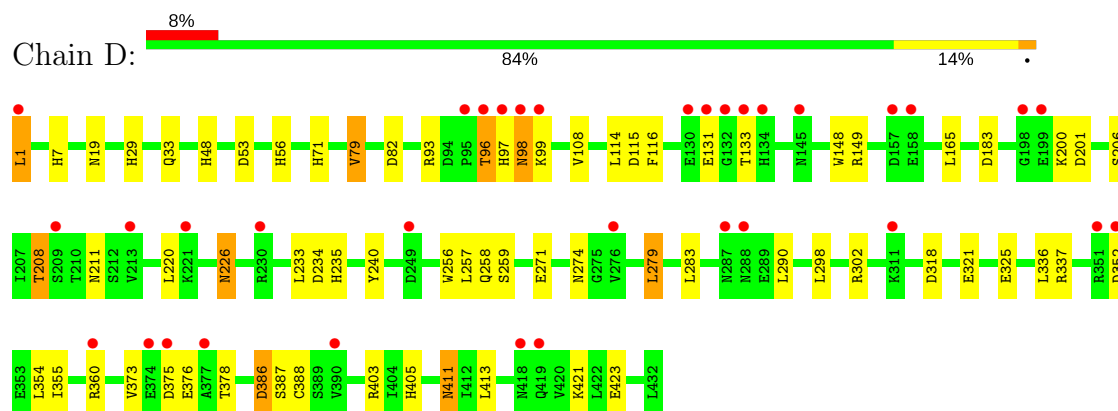 8%
Chain D:
84% 14% •
L1 H7 N19 H29 Q33 H48 D53 H56 H71 V79 D82 R93 D94 P95 T96 H97 N98 K99 V108 L114 D115 F116 E130 E131 G132 T133 H134 N145 W148 R149 D157 E158 L165 D183 G198 E199 K200 D201 S206
I207 T208 S209 T210 N211 S212 V213 L220 K221 N226 R230 L233 D234 H235 Y240 D249 W256 L257 Q258 S259 E271 N274 G275 V276 L279 L283 N287 N288 E289 L290 L298 R302 K311 D318 E321 E325 L336 R337 R351 D352
E353 L354 I355 R360 V373 E374 D375 E376 A377 T378 D386 S387 C388 S389 V390 R403 I404 H405 N411 I412 L413 N418 Q419 V420 K421 L422 E423 L432